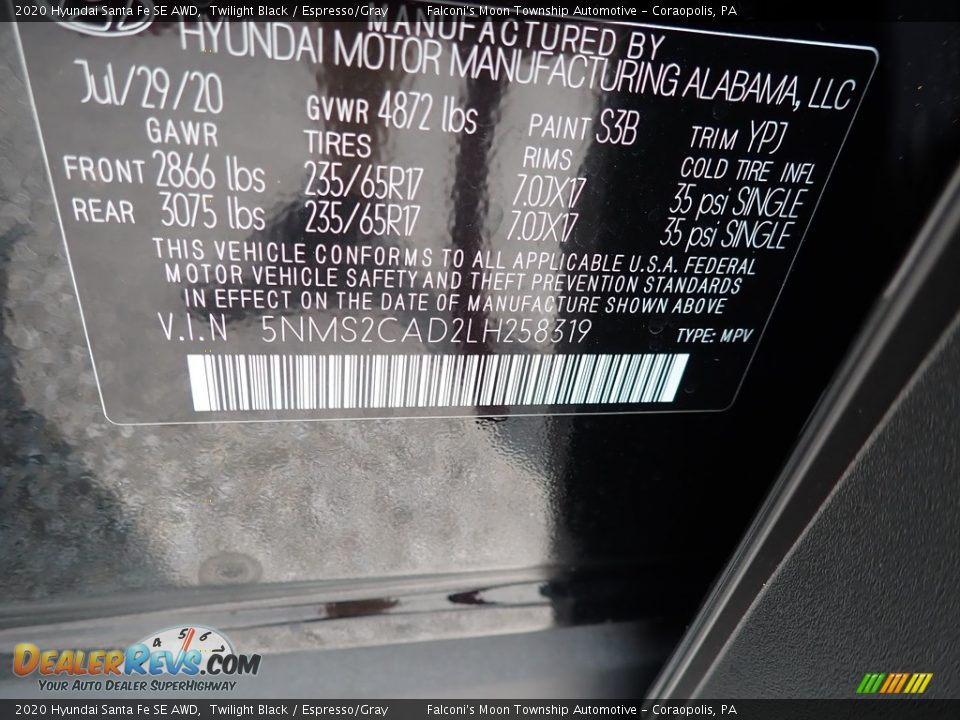 2020 Hyundai Santa Fe SE AWD, Twilight Black / Espresso/Gray Falconi's Moon Township Automotive - Coraopolis, PA
MANUFACTURED BY
HYUNDAI MOTOR MANUFACTURING ALABAMA, LLC
Jul/29/20 GVWR 4872 lbs PAINT S3B TRIM YPJ
GAWR TIRES RIMS COLD TIRE INFL
FRONT 2866 lbs 235/65R17 7.0JX17 35 psi SINGLE
REAR 3075 lbs 235/65R17 7.0JX17 35 psi SINGLE
THIS VEHICLE CONFORMS TO ALL APPLICABLE U.S.A. FEDERAL
MOTOR VEHICLE SAFETY AND THEFT PREVENTION STANDARDS
IN EFFECT ON THE DATE OF MANUFACTURE SHOWN ABOVE
V.I.N 5NMS2CAD2LH258319 TYPE: MPV
4 5 6
DEALERREVS.COM
YOUR AUTO DEALER SUPERHIGHWAY
2020 Hyundai Santa Fe SE AWD, Twilight Black / Espresso/Gray Falconi's Moon Township Automotive - Coraopolis, PA